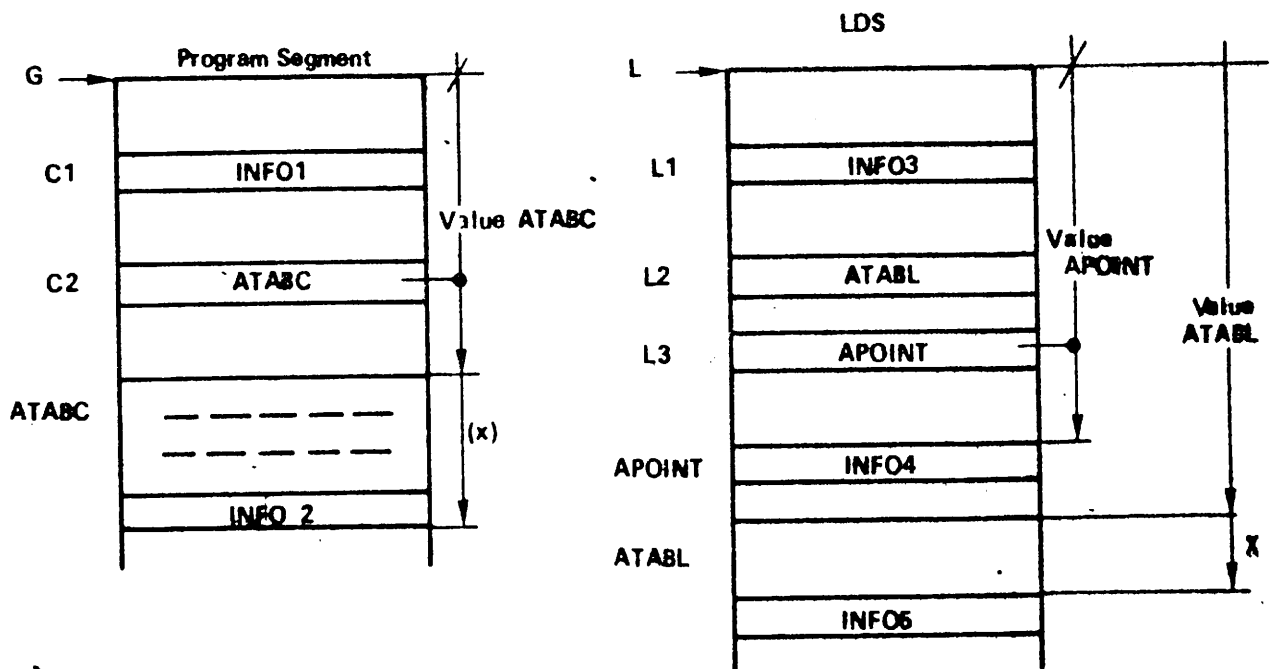 LDS
Program Segment
G
L
C1
INFO1
L1
INFO3
Value ATABC
Value
APOINT
C2
ATABC
L2
ATABL
Value
ATABL
L3
APOINT
ATABC
(x)
APOINT
INFO4
INFO 2
ATABL
X
INFO5